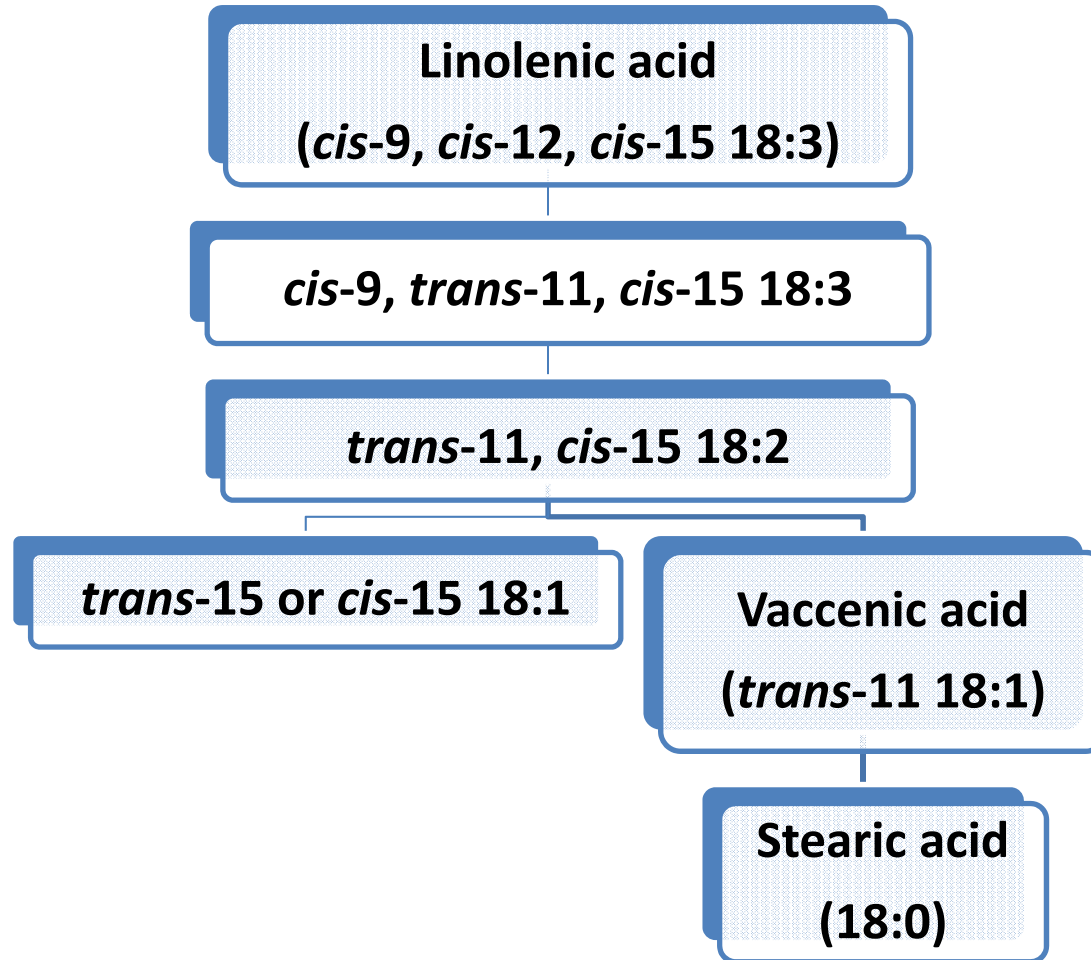 Linolenic acid
(cis-9, cis-12, cis-15 18:3)
cis-9, trans-11, cis-15 18:3
trans-11, cis-15 18:2
trans-15 or cis-15 18:1
Vaccenic acid
(trans-11 18:1)
Stearic acid
(18:0)